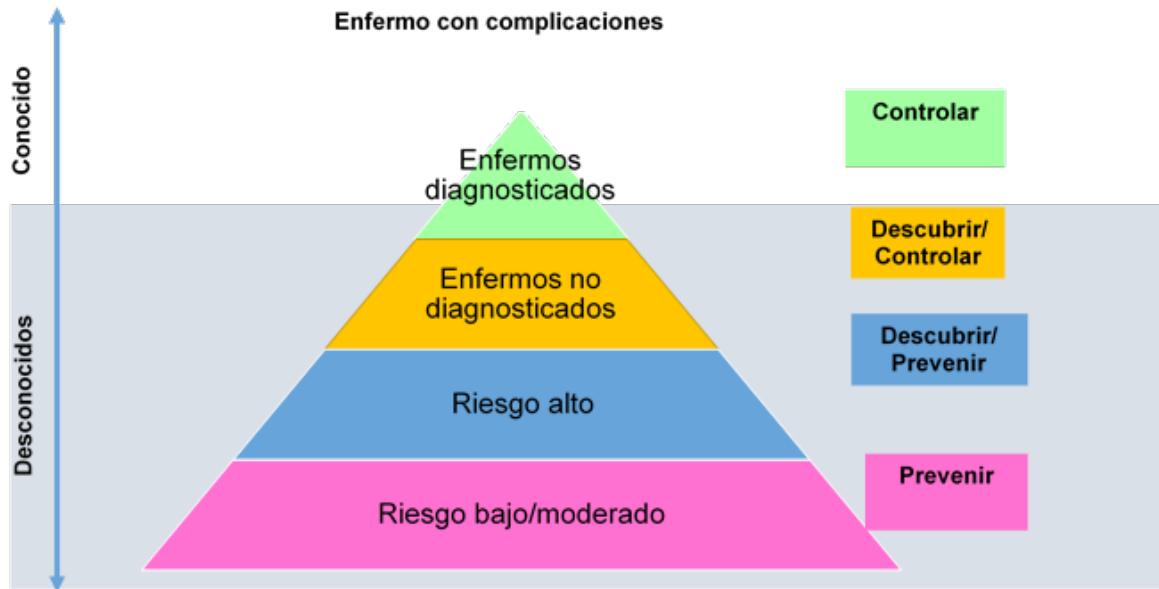 Enfermo con complicaciones
Conocido
Desconocidos
Enfermos
diagnosticados
Enfermos no
diagnosticados
Riesgo alto
Riesgo bajo/moderado
Controlar
Descubrir/
Controlar
Descubrir/
Prevenir
Prevenir